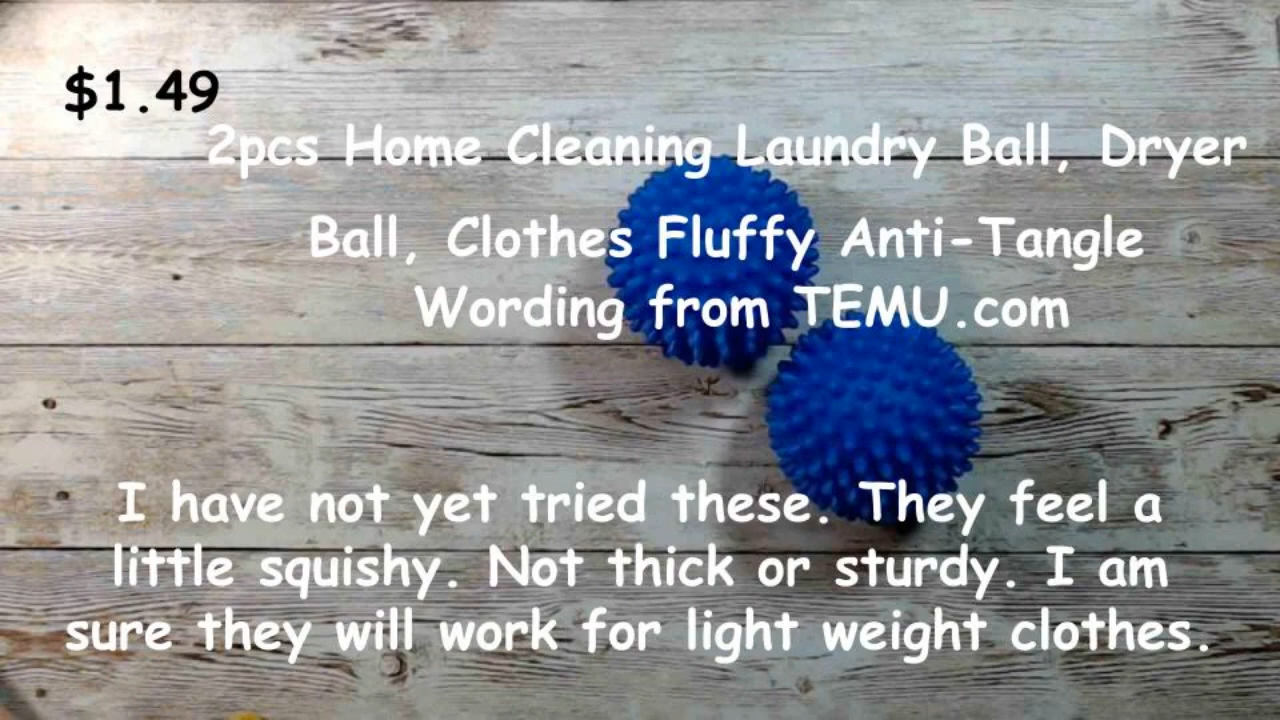 $1.49
2pcs Home Cleaning Laundry Ball, Dryer
Ball, Clothes Fluffy Anti-Tangle
Wording from TEMU.com
I have not yet tried these. They feel a
little squishy. Not thick or sturdy. I am
sure they will work for light weight clothes.